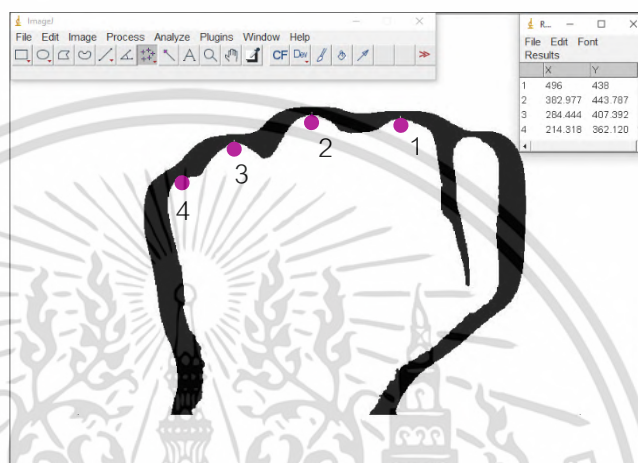 ImageJ
File Edit Image Process Analyze Plugins Window Help
A CF Dev >>
R...
File Edit Font
Results
X Y
1 496 438
2 382.977 443.787
3 284.444 407.392
4 214.318 362.120
1
2
3
4